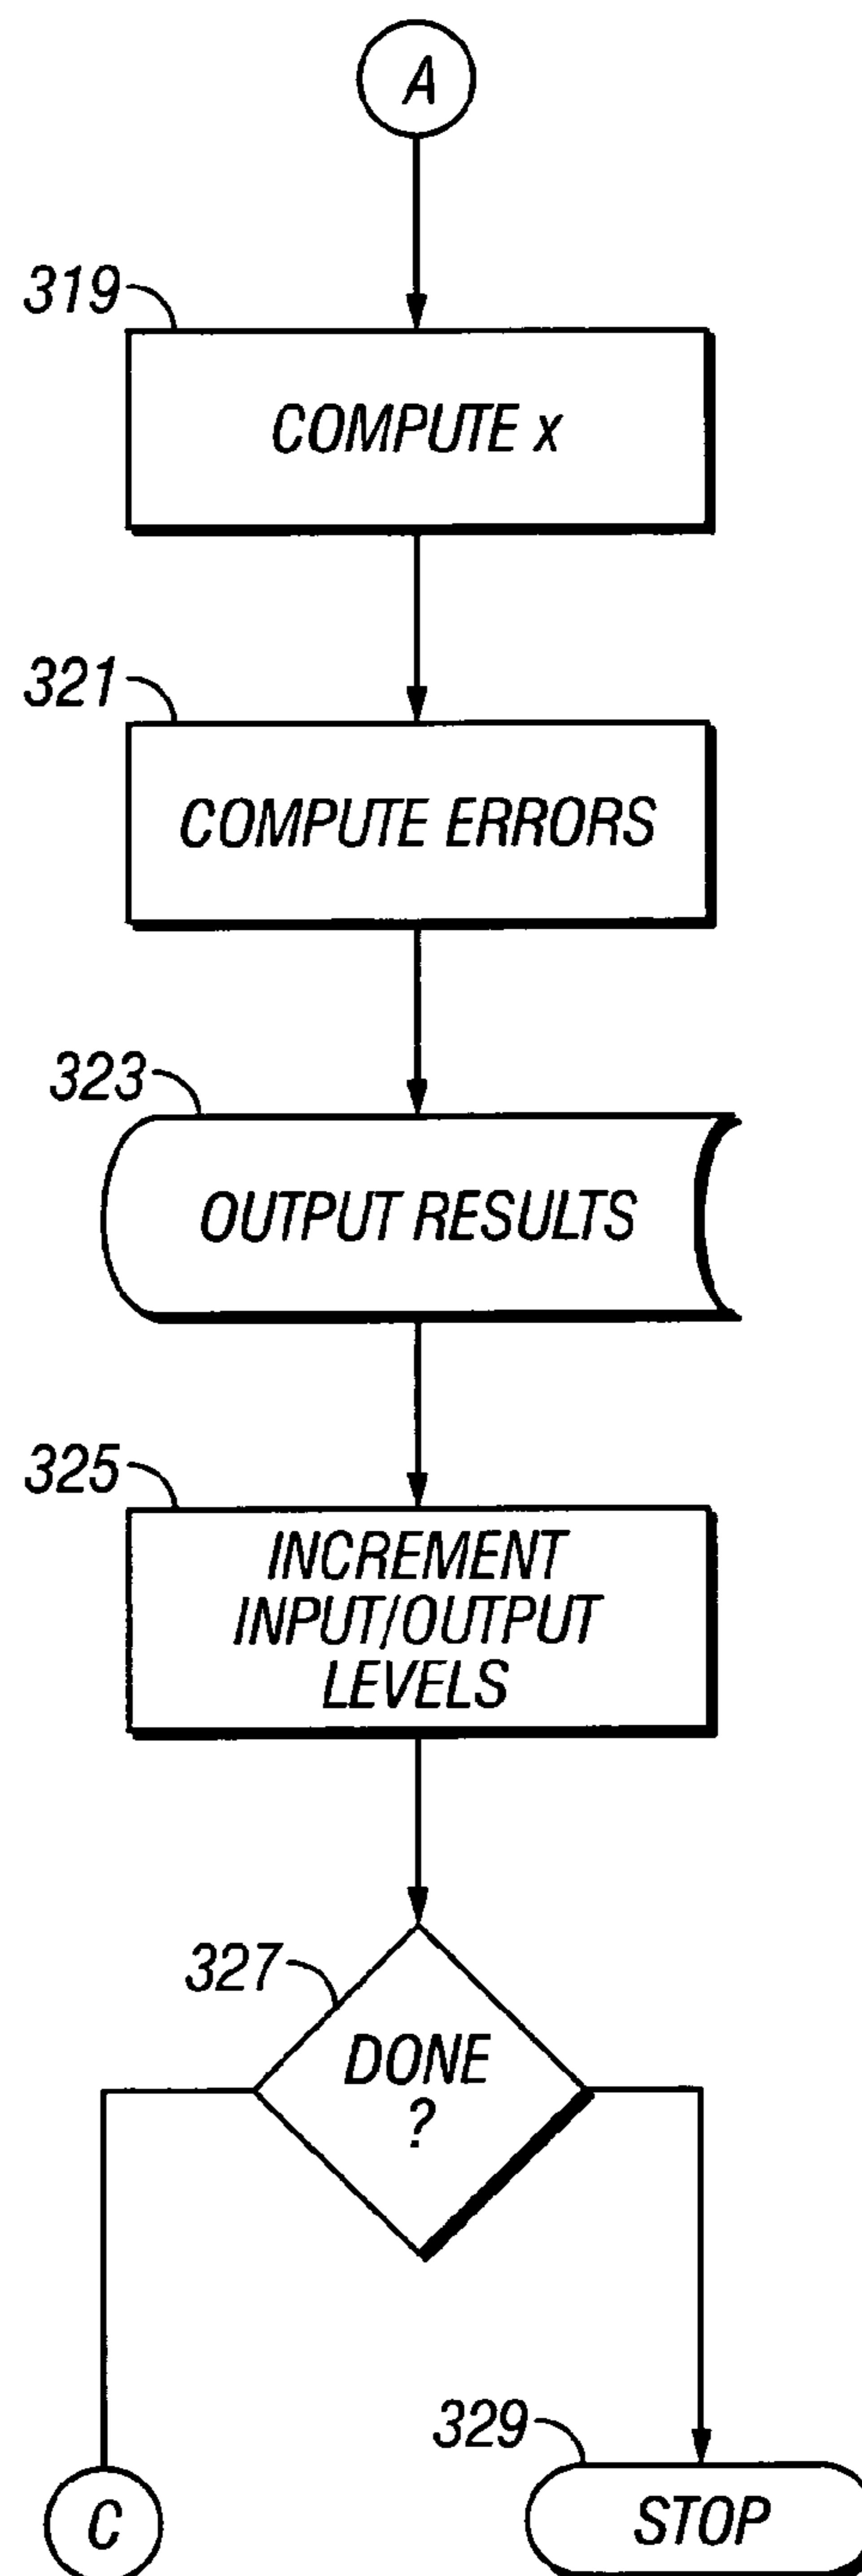 A
319
COMPUTE x
321
COMPUTE ERRORS
323
OUTPUT RESULTS
325
INCREMENT
INPUT/OUTPUT
LEVELS
327
DONE
?
329
C
STOP